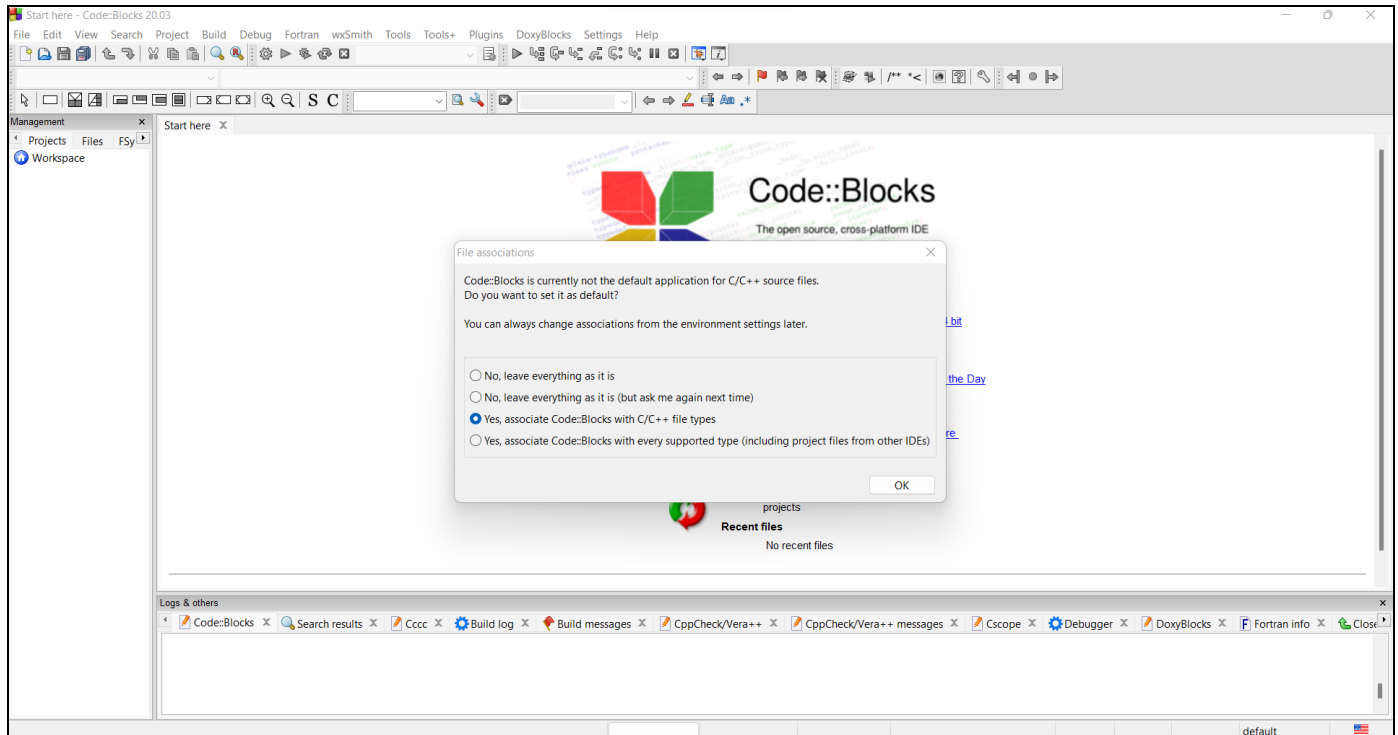 Start here - Code::Blocks 20.03
File Edit View Search Project Build Debug Fortran wxSmith Tools Tools+ Plugins DoxyBlocks Settings Help
/** *<
S C
Aa .*
Management x
Projects Files FSy
Workspace
Start here X
Code::Blocks
The open source, cross-platform IDE
File associations
Code::Blocks is currently not the default application for C/C++ source files.
Do you want to set it as default?
You can always change associations from the environment settings later.
bit
No, leave everything as it is
the Day
No, leave everything as it is (but ask me again next time)
Yes, associate Code::Blocks with C/C++ file types
re
Yes, associate Code::Blocks with every supported type (including project files from other IDEs)
OK
projects
Recent files
No recent files
Logs & others x
Code::Blocks X Search results X Cccc X Build log X Build messages X CppCheck/Vera++ X CppCheck/Vera++ messages X Cscope X Debugger X DoxyBlocks X Fortran info X Close
default